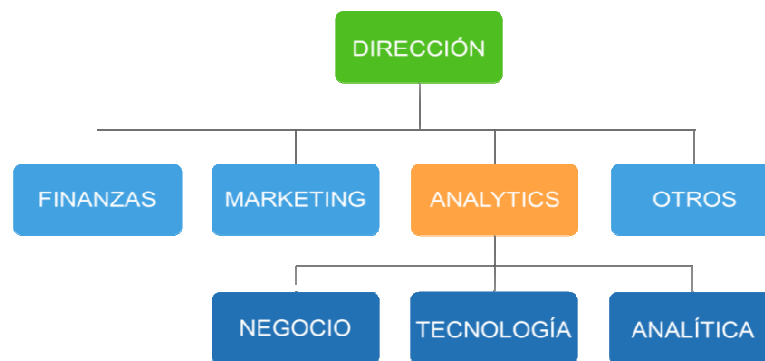 DIRECCIÓN
FINANZAS
MARKETING
ANALYTICS
OTROS
NEGOCIO
TECNOLOGÍA
ANALÍTICA